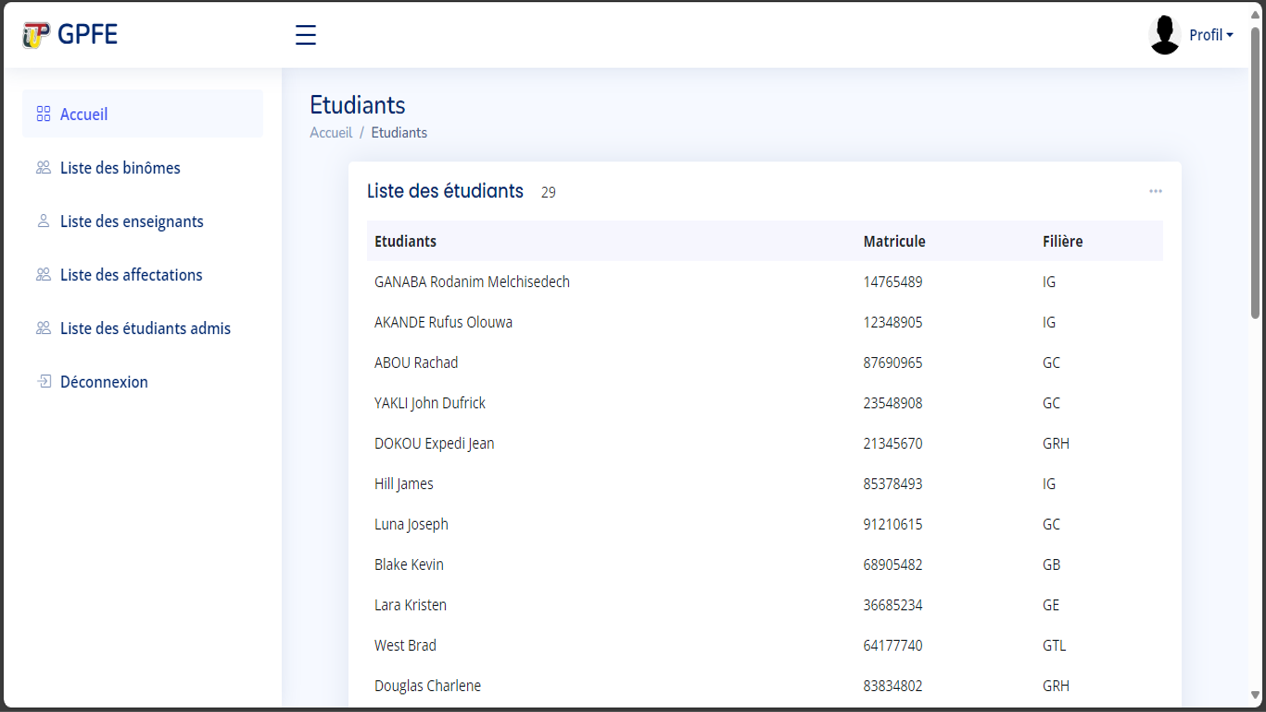 GPFE
Profil
Accueil
Liste des binômes
Liste des enseignants
Liste des affectations
Liste des étudiants admis
Déconnexion
Etudiants
Accueil / Etudiants
Liste des étudiants 29
Etudiants Matricule Filière
GANABA Rodanim Melchisedech 14765489 IG
AKANDE Rufus Olouwa 12348905 IG
ABOU Rachad 87690965 GC
YAKLI John Dufrick 23548908 GC
DOKOU Expedi Jean 21345670 GRH
Hill James 85378493 IG
Luna Joseph 91210615 GC
Blake Kevin 68905482 GB
Lara Kristen 36685234 GE
West Brad 64177740 GTL
Douglas Charlene 83834802 GRH